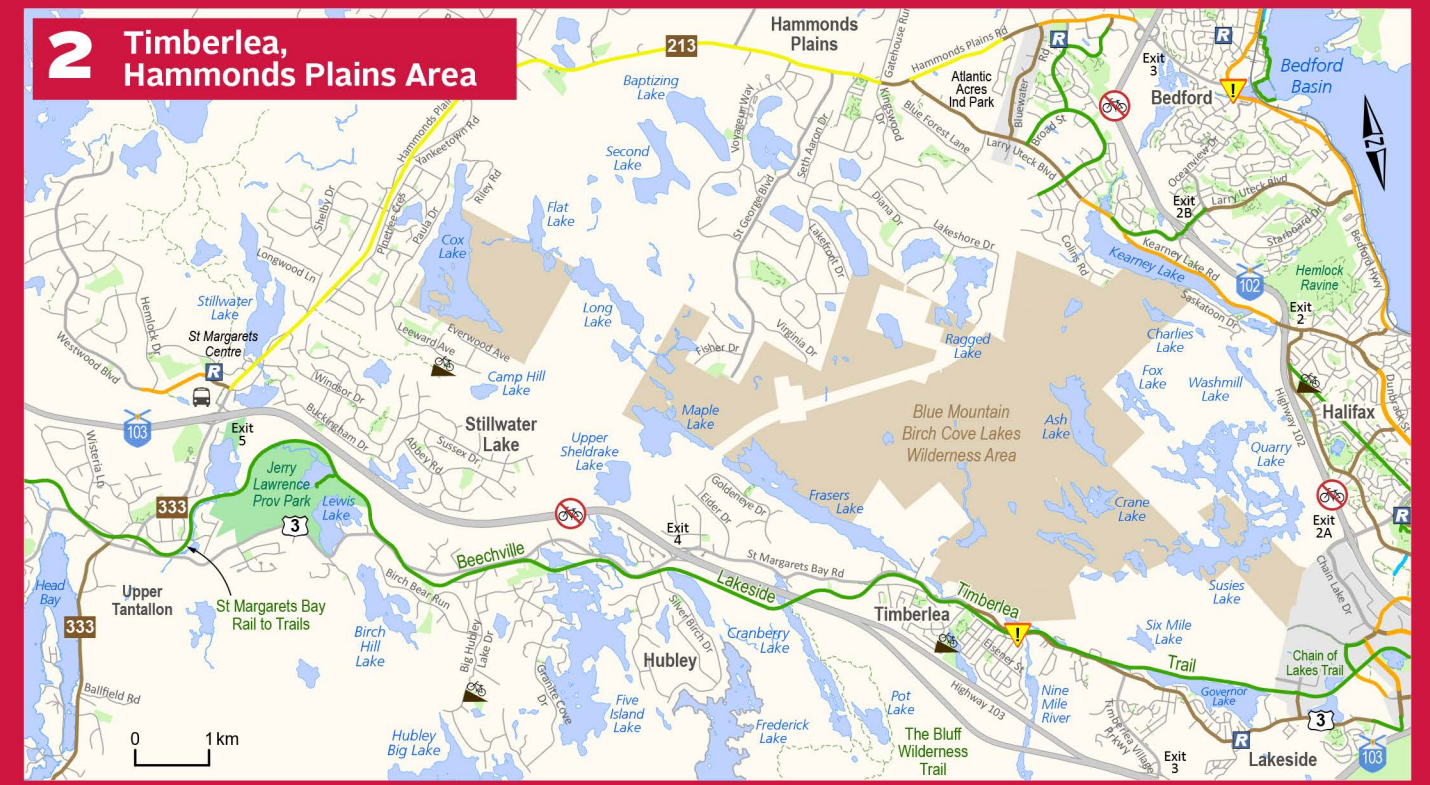 2
Timberlea,
Hammonds Plains Area
213
Hammonds
Plains
Gatehouse Run
Hammonds Plains Rd
Atlantic
Acres
Ind Park
Bluewater
Rd
R
R
Exit
3
Bedford
!
Bedford
Basin
N
Baptizing
Lake
Second
Lake
Voyageur Way
Seth Aaron Dr
Kingswood
Dr
Blue Forest Lane
Larry Uteck Blvd
Broad St
Oceanview Dr
Larry Uteck Blvd
Exit
2B
Starboard Dr
Bedford Hwy
Hammonds Plain
Yankeetown Rd
Riley Rd
Shelby Dr
Pinetree Cres
Paula Dr
Flat
Lake
Cox
Lake
St George Blvd
Diana Dr
Lakefront Dr
Lakeshore Dr
Colins Rd
Kearney Lake Rd
Kearney Lake
102
Hemlock
Ravine
Longwood Ln
Stillwater
Lake
Hemlock Dr
Westwood Blvd
St Margarets
Centre
R
Long
Lake
Leeward Ave
Everwood Ave
Camp Hill
Lake
Fisher Dr
Virginia Dr
Ragged
Lake
Saskatoon Dr
Exit
2
Charlies
Lake
Fox
Lake
Washmill
Lake
Highway 102
Halifax
Dunbrack St
103
Exit
5
Windsor Dr
Buckingham Dr
Abbey Rd
Sussex Dr
Stillwater
Lake
Upper
Sheldrake
Lake
Maple
Lake
Blue Mountain
Birch Cove Lakes
Wilderness Area
Ash
Lake
Quarry
Lake
Wisteria Ln
Jerry
Lawrence
Prov Park
Lewis
Lake
333
3
Goldeneye Dr
Eider Dr
Frasers
Lake
Crane
Lake
Exit
2A
R
Exit
4
St Margarets Bay Rd
Beechville
Lakeside
Timberlea
Trail
Susies
Lake
Chain Lake Dr
Head
Bay
Upper
Tantallon
St Margarets Bay
Rail to Trails
Birch Bear Run
333
Birch
Hill
Lake
Big Hubley
Lake Dr
Silver Birch Dr
Hubley
Cranberry
Lake
Timberlea
!
Elsener St
Six Mile
Lake
Chain of
Lakes Trail
Ballfield Rd
Granite Cove
Dr
Five
Island
Lake
Hubley
Big Lake
Frederick
Lake
Pot
Lake
The Bluff
Wilderness
Trail
Highway 103
Nine
Mile
River
Timberlea Village
Prkwy
Governor
Lake
3
R
Lakeside
Exit
3
103
0 1 km